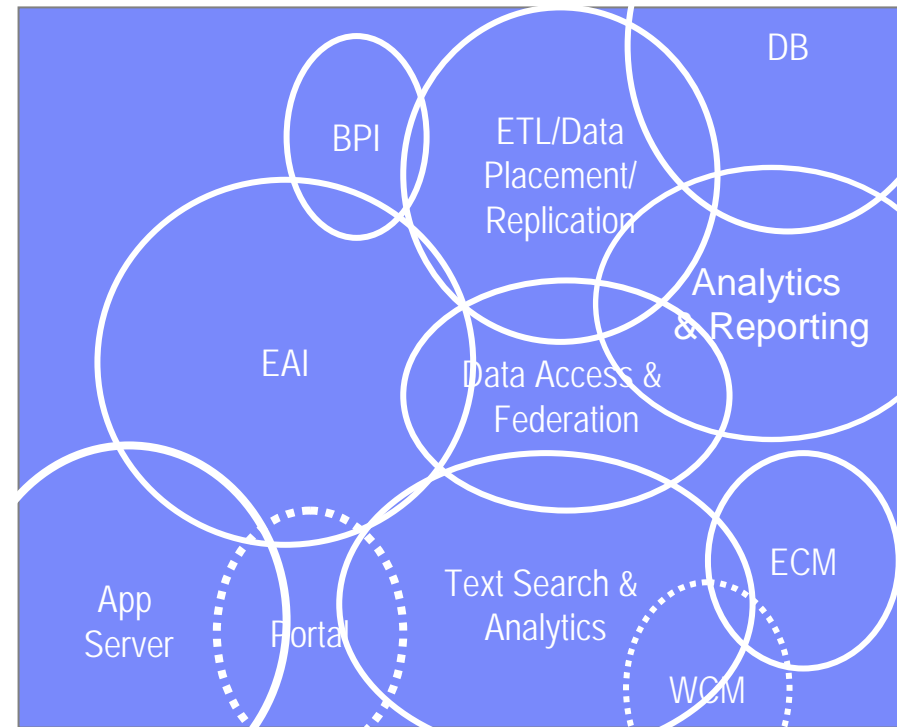 DB
BPI
ETL/Data
Placement/
Replication
Analytics
& Reporting
EAI
Data Access &
Federation
ECM
Text Search &
Analytics
App
Server
Portal
WCM